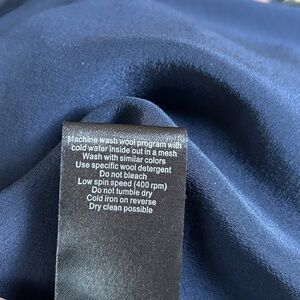 Machine wash wool program with
cold water inside out in a mesh
Wash with similar colors
Use specific wool detergent
Do not bleach
Low spin speed (400 rpm)
Do not tumble dry
Cold iron on reverse
Dry clean possible